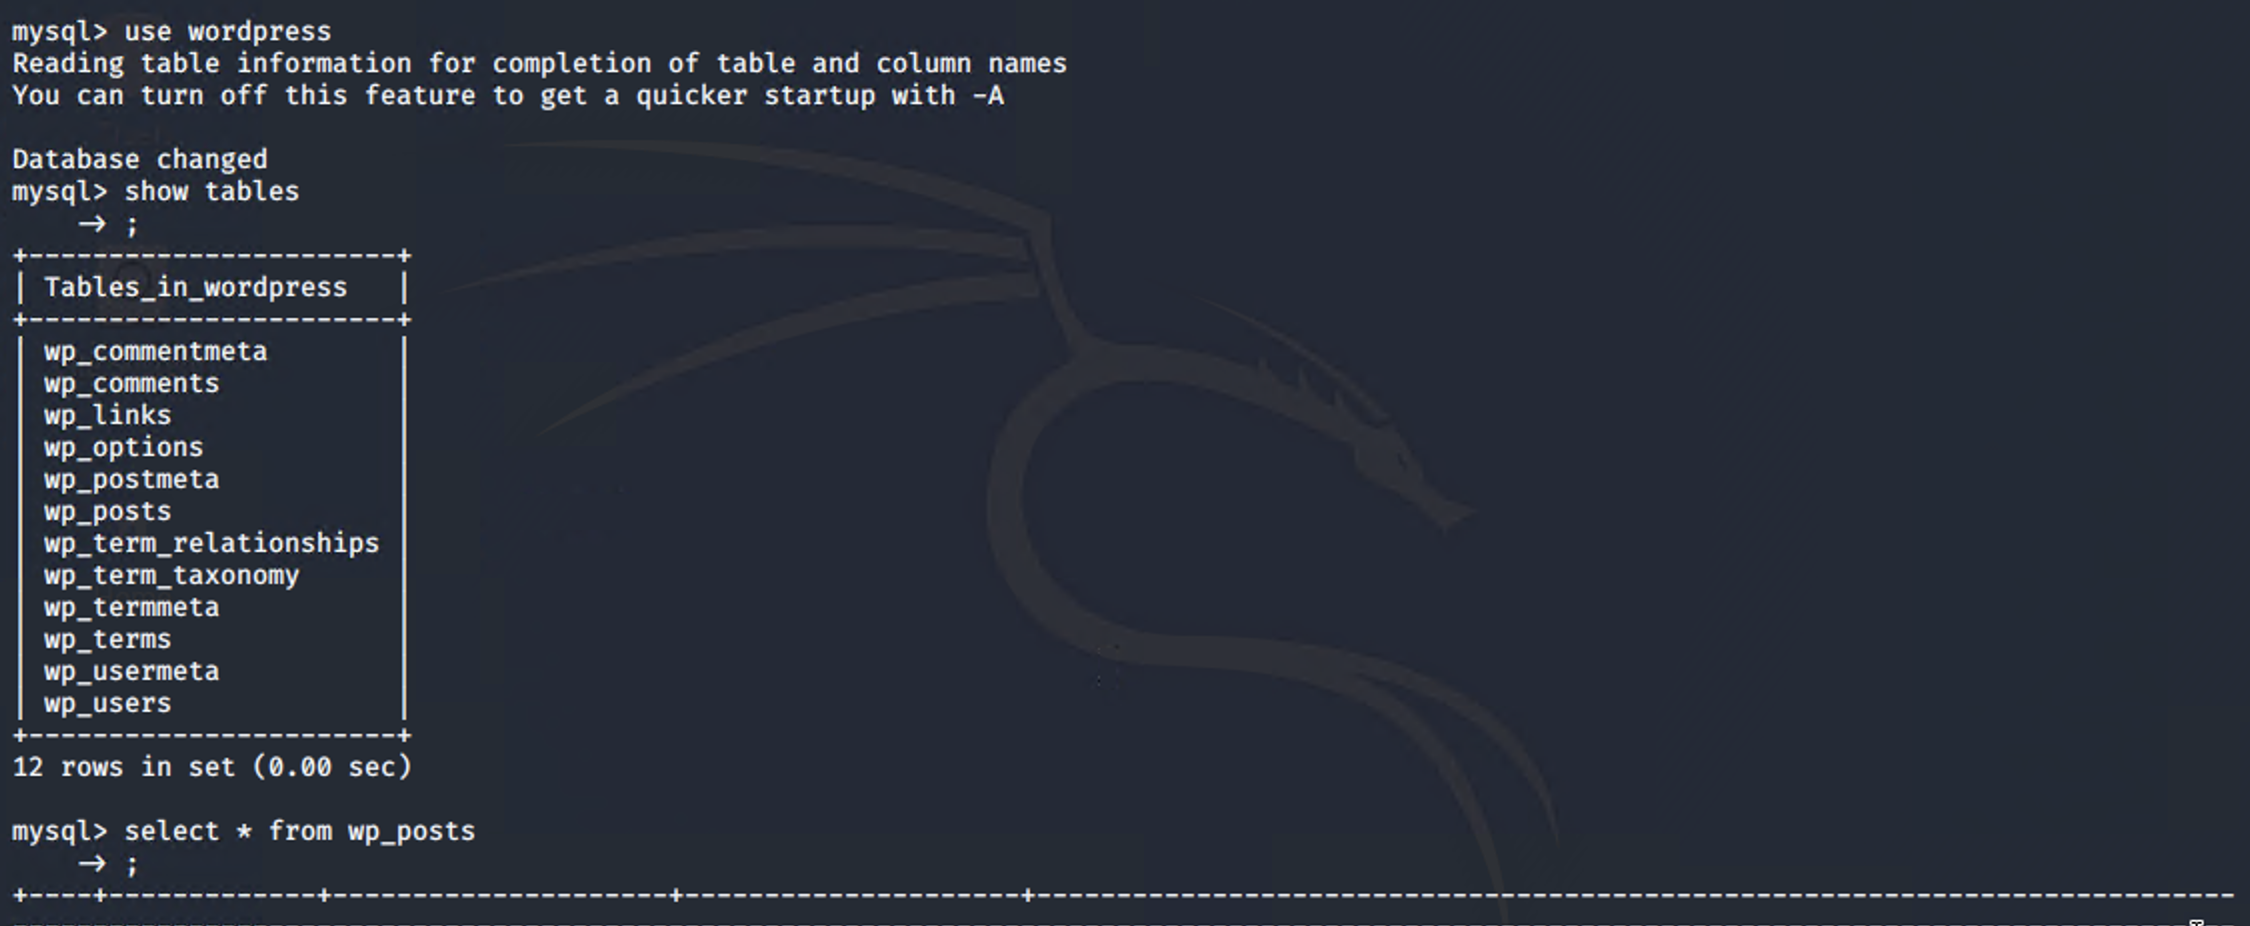 mysql> use wordpress
Reading table information for completion of table and column names
You can turn off this feature to get a quicker startup with -A
Database changed
mysql> show tables
    -> ;
+-----------------------+
| Tables_in_wordpress   |
+-----------------------+
| wp_commentmeta        |
| wp_comments           |
| wp_links              |
| wp_options            |
| wp_postmeta           |
| wp_posts              |
| wp_term_relationships |
| wp_term_taxonomy      |
| wp_termmeta           |
| wp_terms              |
| wp_usermeta           |
| wp_users              |
+-----------------------+
12 rows in set (0.00 sec)
mysql> select * from wp_posts
    -> ;
+----+-------------+---------------------+---------------------+---------------------------------------------------------------------------